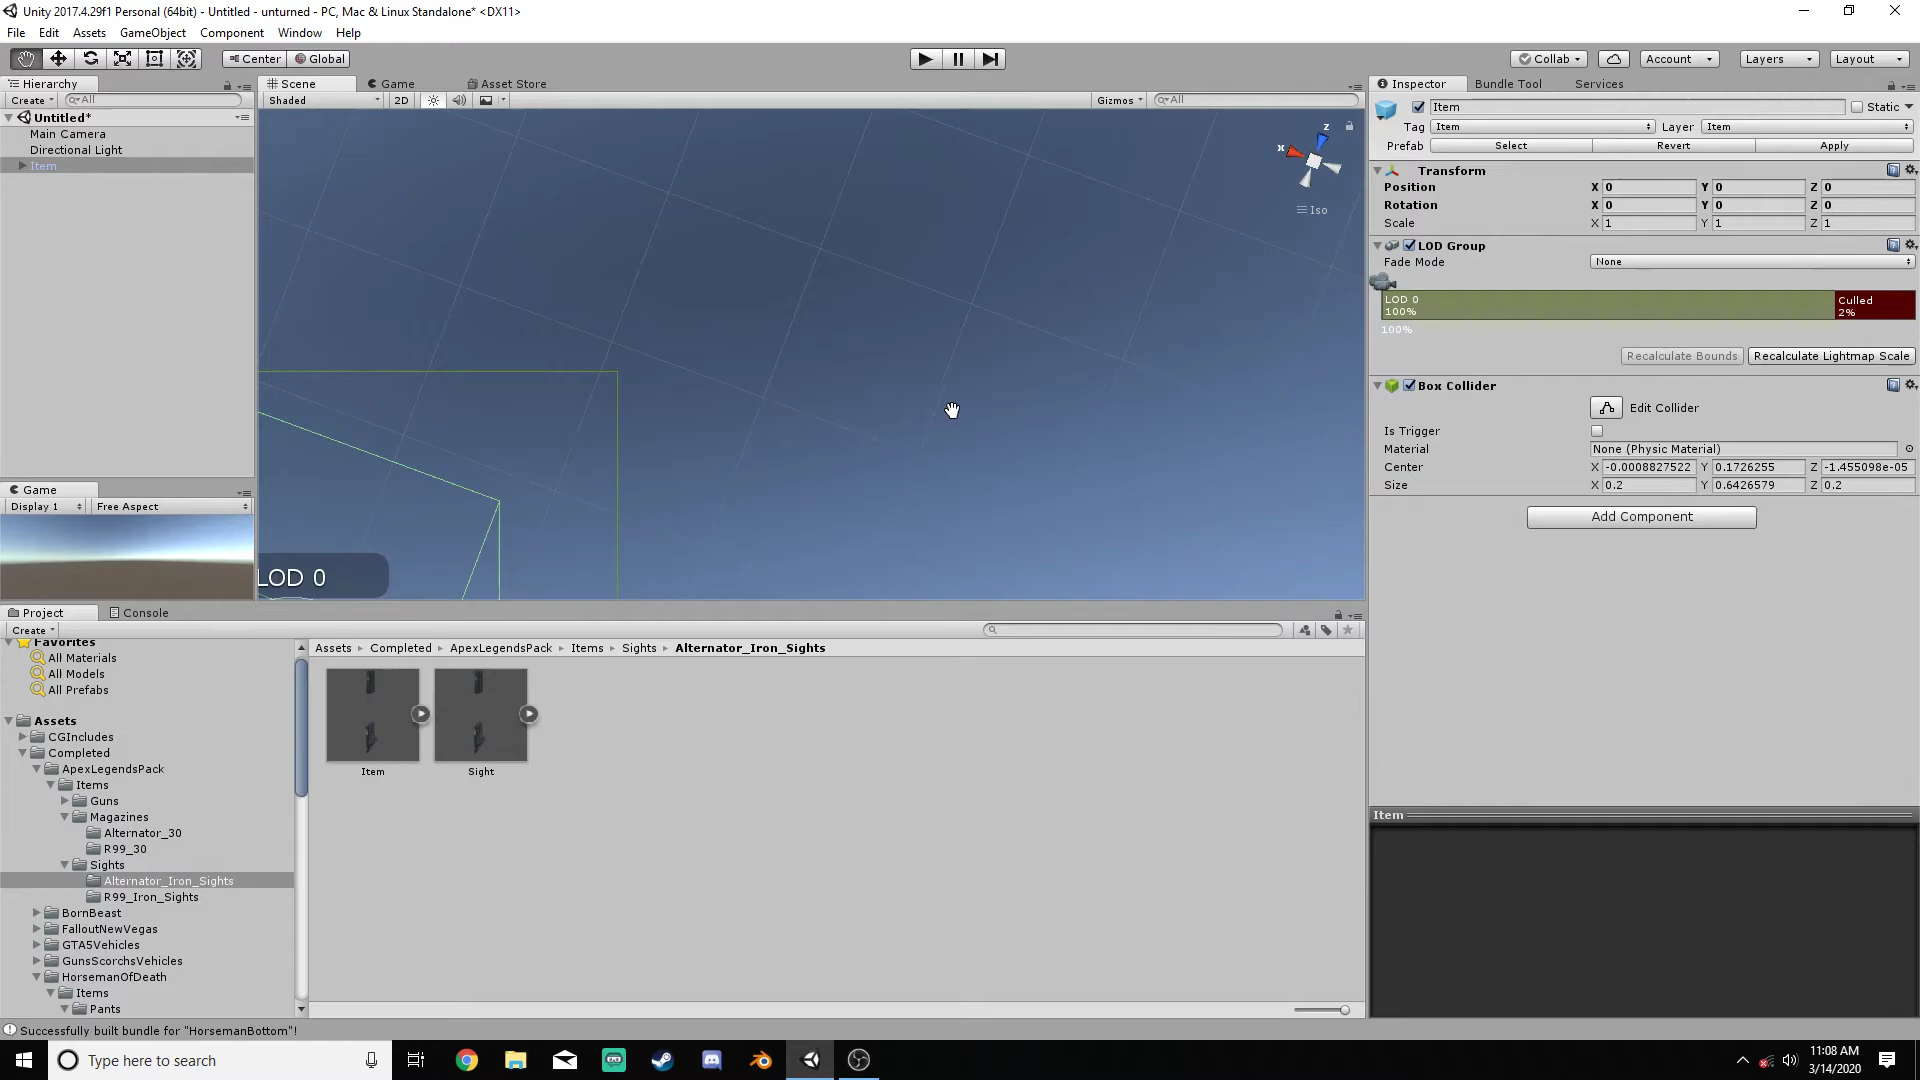 Unity 2017.4.29f1 Personal (64bit) - Untitled - unturned - PC, Mac & Linux Standalone* <DX11>
File Edit Assets GameObject Component Window Help
Center Global Collab Account Layers Layout
Hierarchy Scene Game Asset Store Inspector Bundle Tool Services
Create All Shaded 2D Gizmos All Item Static
Untitled*
Tag Item Layer Item
Main Camera
Prefab Select Revert Apply
Directional Light
Item
Transform
Position X 0 Y 0 Z 0
Rotation X 0 Y 0 Z 0
Scale X 1 Y 1 Z 1
z
x
Iso
LOD Group
Fade Mode None
LOD 0
100%
Culled
2%
100%
Recalculate Bounds Recalculate Lightmap Scale
Box Collider
Edit Collider
Is Trigger
Material None (Physic Material)
Center X -0.0008827522 Y 0.1726255 Z -1.455098e-05
Size X 0.2 Y 0.6426579 Z 0.2
Add Component
Game
Display 1 Free Aspect
LOD 0
Project Console
Create
Favorites
All Materials
All Models
All Prefabs
Assets
CGIncludes
Completed
ApexLegendsPack
Items
Guns
Magazines
Alternator_30
R99_30
Sights
Alternator_Iron_Sights
R99_Iron_Sights
BornBeast
FalloutNewVegas
GTA5Vehicles
GunsScorchsVehicles
HorsemanOfDeath
Items
Pants
Assets Completed ApexLegendsPack Items Sights Alternator_Iron_Sights
Item Sight
Item
Successfully built bundle for "HorsemanBottom"!
Type here to search
11:08 AM
3/14/2020